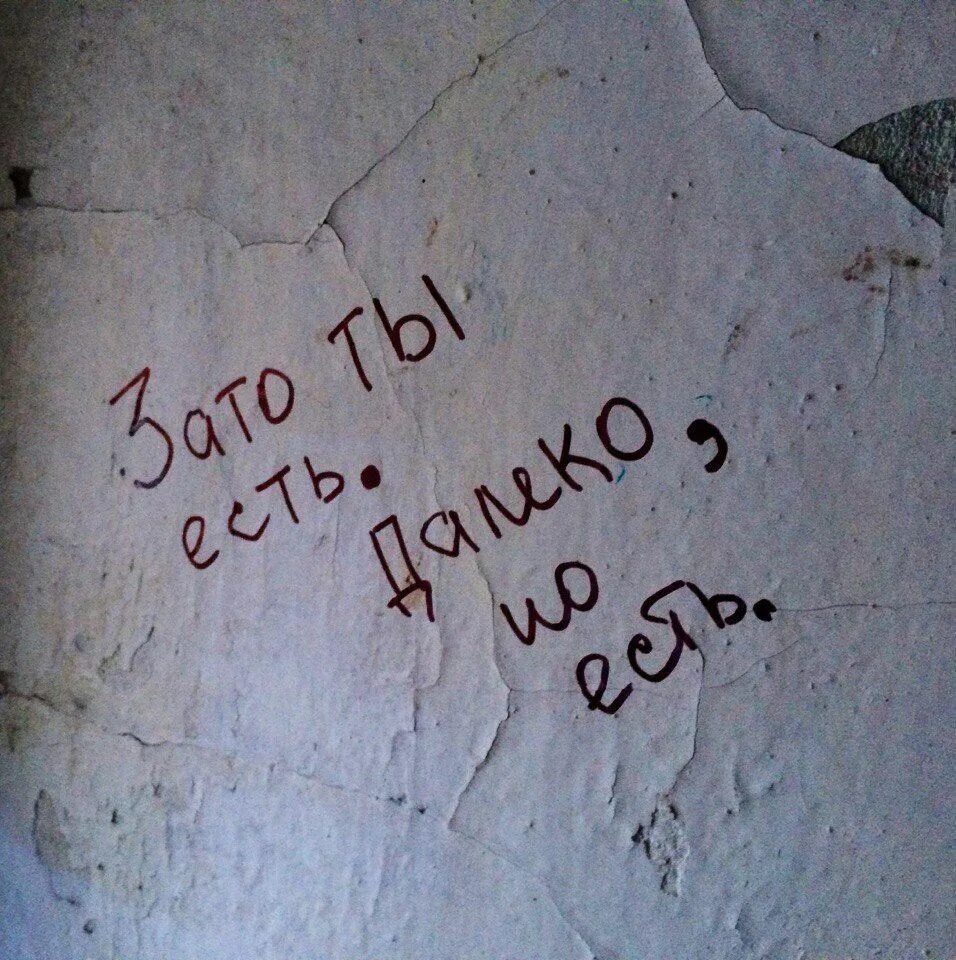 Зато ты
есть.
Далеко,
но
есть.